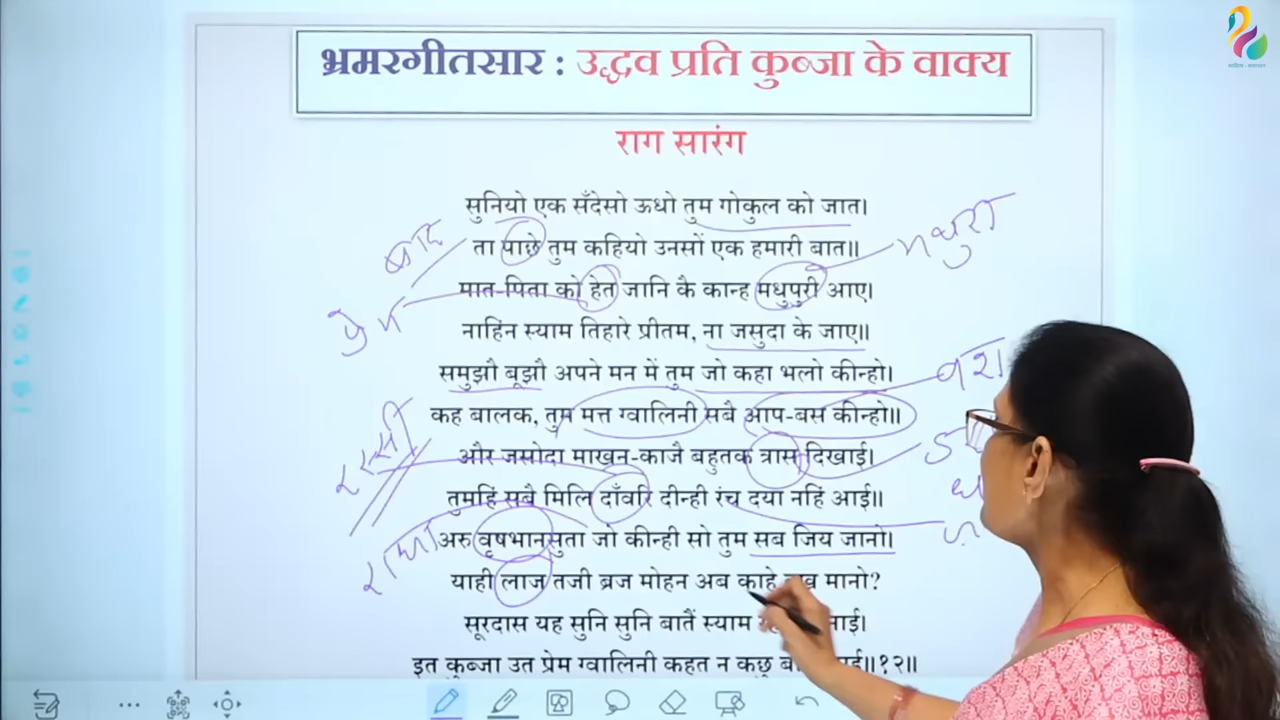 भ्रमरगीतसार : उद्धव प्रति कुब्जा के वाक्य
राग सारंग
सुनियो एक सँदेसो ऊधो तुम गोकुल को जात।
ता पाछे तुम कहियो उनसों एक हमारी बात॥
मात-पिता को हेत जानि कै कान्ह मधुपुरी आए।
नाहिंन स्याम तिहारे प्रीतम, ना जसुदा के जाए॥
समुझौ बूझौ अपने मन में तुम जो कहा भलो कीन्हो।
कह बालक, तुम मत्त ग्वालिनी सबै आप-बस कीन्हो॥
और जसोदा माखन-काजै बहुतक त्रास दिखाई।
तुमहिं सबै मिलि दाँवरि दीन्ही रंच दया नहिं आई॥
अरु वृषभानसुता जो कीन्ही सो तुम सब जिय जानो।
याही लाज तजी ब्रज मोहन अब काहे मानो?
सूरदास यह सुनि सुनि बातैं स्याम
इत कुब्जा उत प्रेम ग्वालिनी कहत न कछु
बाद
मथुरा
प्रेम
वश
रस्सी
राधा